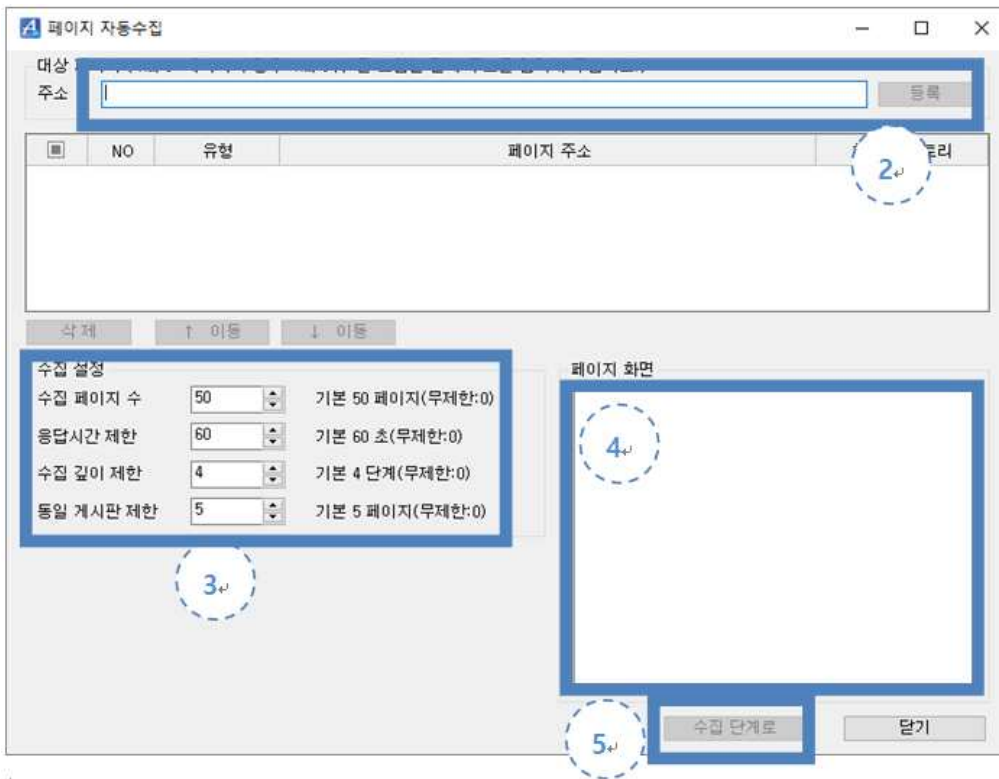 페이지 자동수집
대상
주소
등록
NO 유형 페이지 주소
2
삭제 ↑ 이동 ↓ 이동
수집 설정
수집 페이지 수 50 기본 50 페이지(무제한:0)
응답시간 제한 60 기본 60 초(무제한:0)
수집 깊이 제한 4 기본 4 단계(무제한:0)
동일 게시판 제한 5 기본 5 페이지(무제한:0)
3
페이지 화면
4
5
수집 단계로 닫기